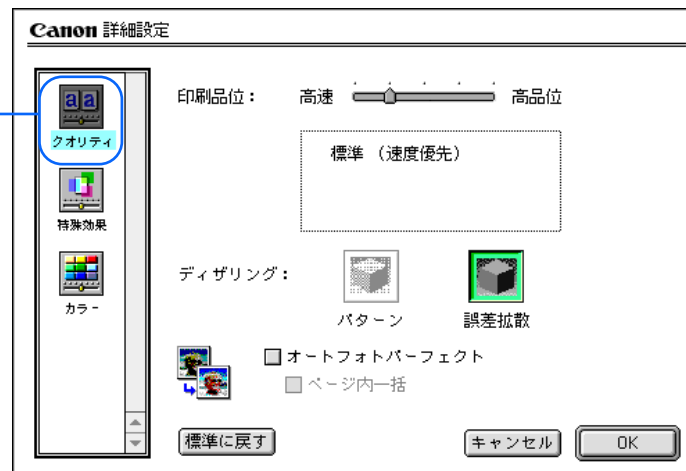 Canon 詳細設定
クオリティ
特殊効果
カラー
印刷品位： 高速 高品位
標準 （速度優先）
ディザリング：
パターン 誤差拡散
オートフォトパーフェクト
ページ内一括
標準に戻す キャンセル OK